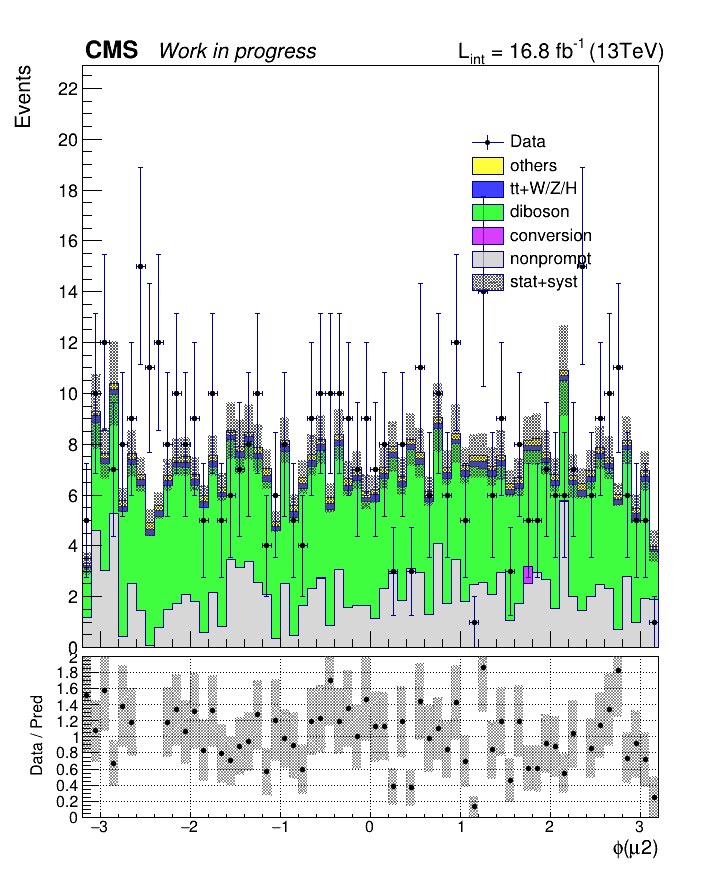 CMS Work in progress L_int = 16.8 fb⁻¹ (13TeV)
Events
22
20
18
16
14
12
10
8
6
4
2
0
Data
others
tt+W/Z/H
diboson
conversion
nonprompt
stat+syst
Data / Pred
2
1.8
1.6
1.4
1.2
1
0.8
0.6
0.4
0.2
0
−3 −2 −1 0 1 2 3
ϕ(μ2)